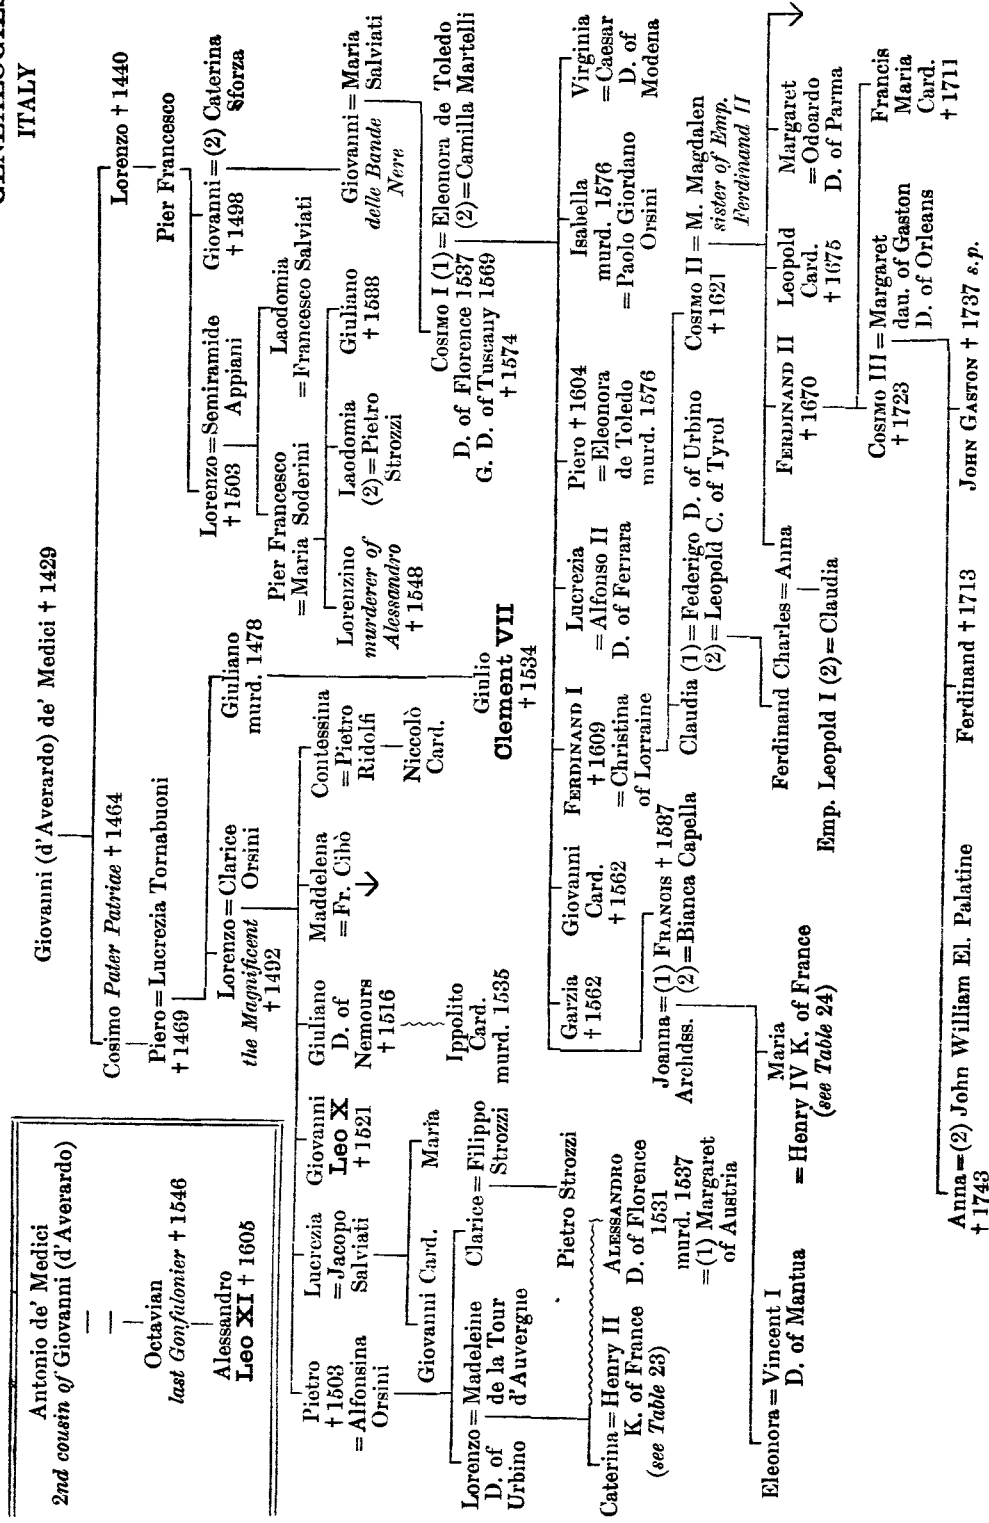 GENEALOGIES
ITALY
Giovanni (d'Averardo) de' Medici † 1429
Antonio de' Medici
2nd cousin of Giovanni (d'Averardo)
Octavian
last Gonfalonier † 1546
Alessandro
Leo XI † 1605
Cosimo Pater Patriae † 1464
Lorenzo † 1440
Piero = Lucrezia Tornabuoni
† 1469
Pier Francesco
Lorenzo = Clarice
the Magnificent Orsini
† 1492
Giuliano
murd. 1478
Lorenzo = Semiramide
† 1503 Appiani
Giovanni = (2) Caterina
† 1498 Sforza
Pietro
† 1503
= Alfonsina
Orsini
Lucrezia
= Jacopo
Salviati
Giovanni
Leo X
† 1521
Giuliano
D. of
Nemours
† 1516
Maddelena
= Fr. Cibò
Contessina
= Pietro
Ridolfi
Niccolò
Card.
Pier Francesco
= Maria Soderini
Laodomia
= Francesco Salviati
Giovanni = Maria
delle Bande Salviati
Nere
Giovanni Card.
Maria
Ippolito
Card.
murd. 1535
Giulio
Clement VII
† 1534
Lorenzino
murderer of
Alessandro
† 1548
Laodomia
(2) = Pietro
Strozzi
Giuliano
† 1588
Lorenzo = Madeleine
D. of de la Tour
Urbino d'Auvergne
Clarice = Filippo
Strozzi
Pietro Strozzi
Cosimo I (1) = Eleonora de Toledo
D. of Florence 1537 (2) = Camilla Martelli
G. D. of Tuscany 1569
† 1574
Caterina = Henry II
K. of France
(see Table 23)
Alessandro
D. of Florence
1531
murd. 1537
= (1) Margaret
of Austria
Garzia
† 1562
Giovanni
Card.
† 1562
Ferdinand I
† 1609
= Christina
of Lorraine
Lucrezia
= Alfonso II
D. of Ferrara
Piero † 1604
= Eleonora
de Toledo
murd. 1576
Isabella
murd. 1576
= Paolo Giordano
Orsini
Virginia
= Caesar
D. of
Modena
Joanna = (1) Francis † 1587
Archdss. (2) = Bianca Capella
Claudia (1) = Federigo D. of Urbino
(2) = Leopold C. of Tyrol
Cosimo II = M. Magdalen
† 1621 sister of Emp.
Ferdinand II
Eleonora = Vincent I
D. of Mantua
Maria
= Henry IV K. of France
(see Table 24)
Ferdinand Charles = Anna
Emp. Leopold I (2) = Claudia
Ferdinand II
† 1670
Leopold
Card.
† 1675
Margaret
= Odoardo
D. of Parma
Cosimo III = Margaret
† 1723 dau. of Gaston
D. of Orleans
Francis
Maria
Card.
† 1711
Anna = (2) John William El. Palatine
† 1743
Ferdinand † 1713
John Gaston † 1737 s.p.